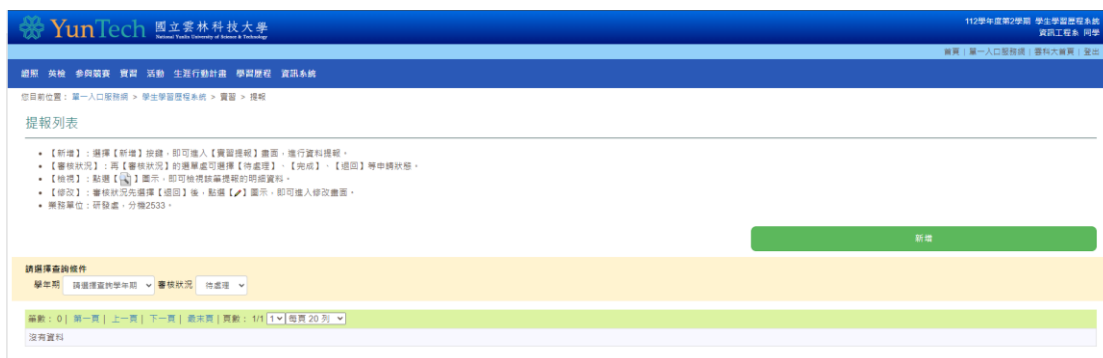 YunTech 國立雲林科技大學
National Yunlin University of Science & Technology
112學年度第2學期 學生學習歷程系統
資訊工程系 同學
首頁 | 單一入口服務網 | 雲科大首頁 | 登出
證照 英檢 參與競賽 實習 活動 生涯行動計畫 學習歷程 資訊系統
您目前位置: 單一入口服務網 > 學生學習歷程系統 > 實習 > 提報
提報列表
• 【新增】:選擇【新增】按鍵,即可進入【實習提報】畫面,進行資料提報。
• 【審核狀況】:再【審核狀況】的選單處可選擇【待處理】、【完成】、【退回】等申請狀態。
• 【檢視】:點選【】圖示,即可檢視該筆提報的明細資料。
• 【修改】:審核狀況先選擇【退回】後,點選【】圖示,即可進入修改畫面。
• 業務單位:研發處,分機2533。
新增
請選擇查詢條件
學年期 請選擇查詢學年期 審核狀況 待處理
筆數: 0| 第一頁| 上一頁| 下一頁| 最末頁|頁數: 1/1 1 每頁 20 列
沒有資料